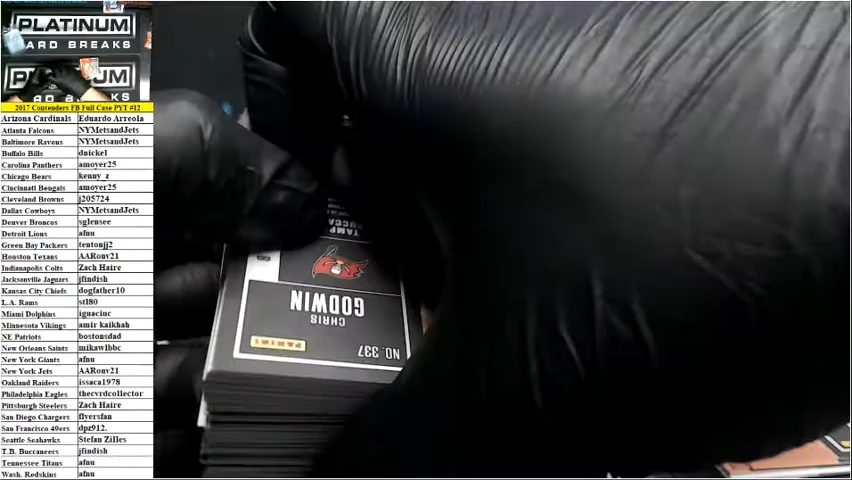 PLATINUM
ARD BREAKS
PLATINUM
ARD BREAKS
2017 Contenders FB Full Case PYT #12
Arizona Cardinals Eduardo Arreola
Atlanta Falcons NYMetsandJets
Baltimore Ravens NYMetsandJets
Buffalo Bills dnickel
Carolina Panthers amoyer25
Chicago Bears kenny_z
Cincinnati Bengals amoyer25
Cleveland Browns j205724
Dallas Cowboys NYMetsandJets
Denver Broncos sglensee
Detroit Lions afnu
Green Bay Packers tentonjj2
Houston Texans AARonv21
Indianapolis Colts Zach Haire
Jacksonville Jaguars jfindish
Kansas City Chiefs dogfather10
L.A. Rams stl80
Miami Dolphins ignacinc
Minnesota Vikings amir kaikhah
NE Patriots bostonsdad
New Orleans Saints mikawlbbc
New York Giants afnu
New York Jets AARonv21
Oakland Raiders issaca1978
Philadelphia Eagles thecvrdcollector
Pittsburgh Steelers Zach Haire
San Diego Chargers flyersfan
San Francisco 49ers dpz912.
Seattle Seahawks Stefan Zilles
T.B. Buccaneers jfindish
Tennessee Titans afnu
Wash. Redskins afnu
NO. 337
PANINI
CHRIS
GODWIN
TAMP
BUCCA